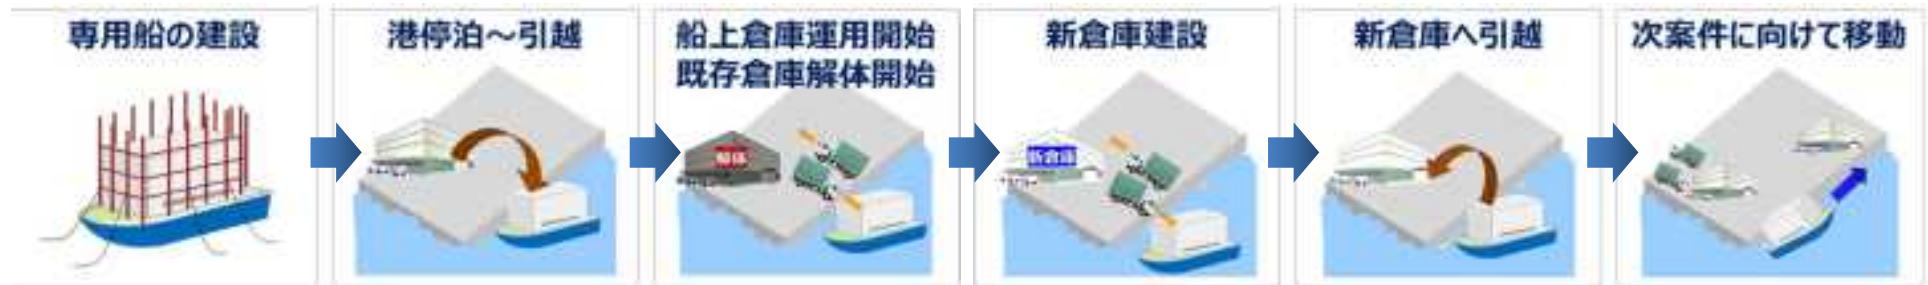 専用船の建設
港停泊～引越
船上倉庫運用開始
既存倉庫解体開始
解体
新倉庫建設
新倉庫
新倉庫へ引越
次案件に向けて移動